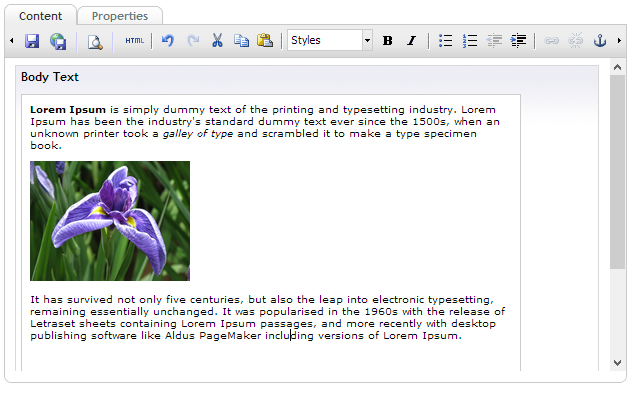 Content Properties
HTML Styles B I
Body Text
Lorem Ipsum is simply dummy text of the printing and typesetting industry. Lorem
Ipsum has been the industry's standard dummy text ever since the 1500s, when an
unknown printer took a galley of type and scrambled it to make a type specimen
book.
It has survived not only five centuries, but also the leap into electronic typesetting,
remaining essentially unchanged. It was popularised in the 1960s with the release of
Letraset sheets containing Lorem Ipsum passages, and more recently with desktop
publishing software like Aldus PageMaker including versions of Lorem Ipsum.